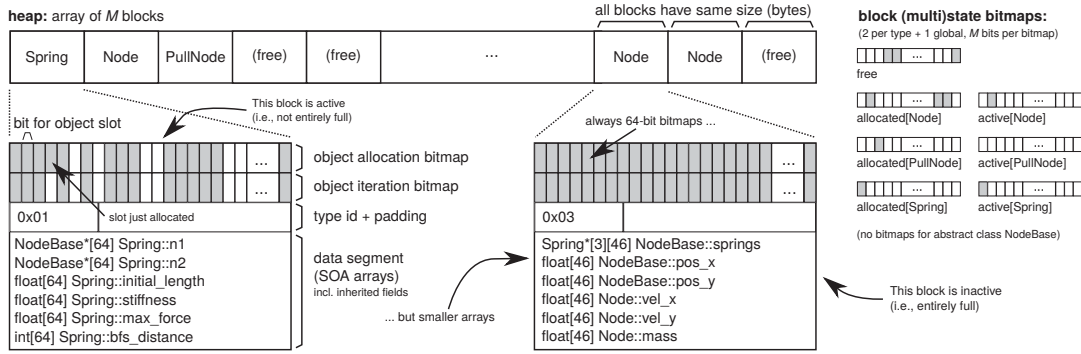 heap: array of M blocks
all blocks have same size (bytes)
Spring
Node
PullNode
(free)
(free)
...
Node
Node
(free)
bit for object slot
This block is active
(i.e., not entirely full)
...
object allocation bitmap
...
object iteration bitmap
slot just allocated
0x01
type id + padding
NodeBase*[64] Spring::n1
NodeBase*[64] Spring::n2
float[64] Spring::initial_length
float[64] Spring::stiffness
float[64] Spring::max_force
int[64] Spring::bfs_distance
data segment
(SOA arrays)
incl. inherited fields
always 64-bit bitmaps ...
...
...
0x03
Spring*[3][46] NodeBase::springs
float[46] NodeBase::pos_x
float[46] NodeBase::pos_y
float[46] Node::vel_x
float[46] Node::vel_y
float[46] Node::mass
... but smaller arrays
This block is inactive
(i.e., entirely full)
block (multi)state bitmaps:
(2 per type + 1 global, M bits per bitmap)
...
free
...
allocated[Node]
...
active[Node]
...
allocated[PullNode]
...
active[PullNode]
...
allocated[Spring]
...
active[Spring]
(no bitmaps for abstract class NodeBase)